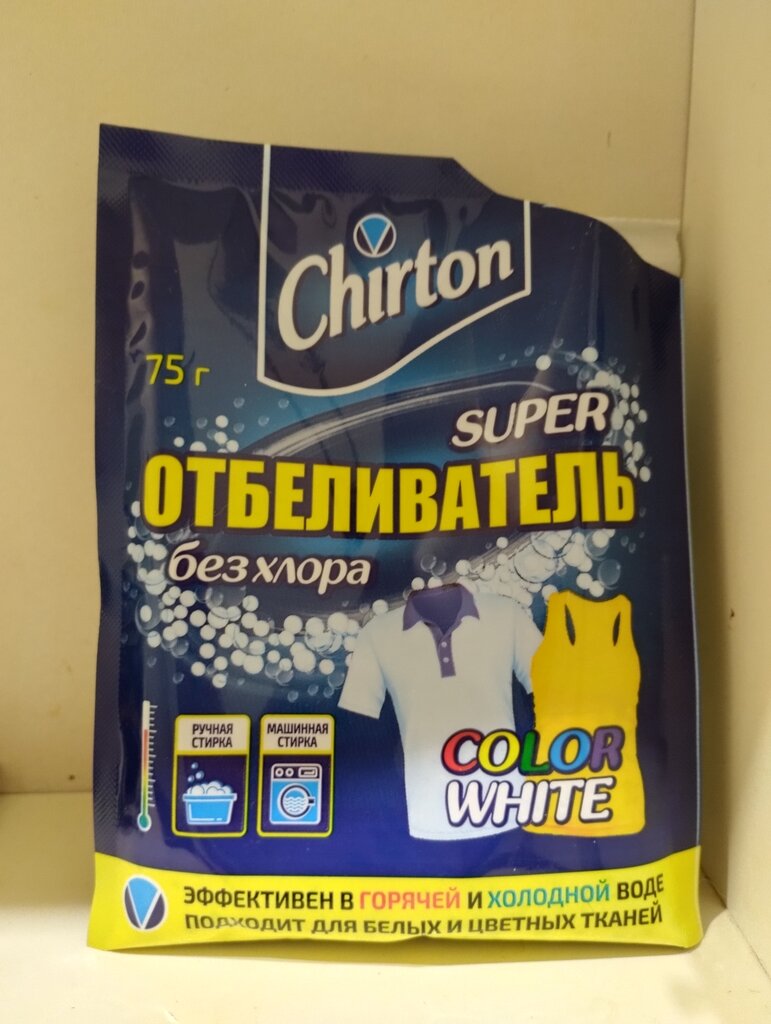 Chirton
75 г
SUPER
ОТБЕЛИВАТЕЛЬ
без хлора
РУЧНАЯ
СТИРКА
МАШИННАЯ
СТИРКА
COLOR
WHITE
ЭФФЕКТИВЕН В ГОРЯЧЕЙ И ХОЛОДНОЙ ВОДЕ
ПОДХОДИТ ДЛЯ БЕЛЫХ И ЦВЕТНЫХ ТКАНЕЙ